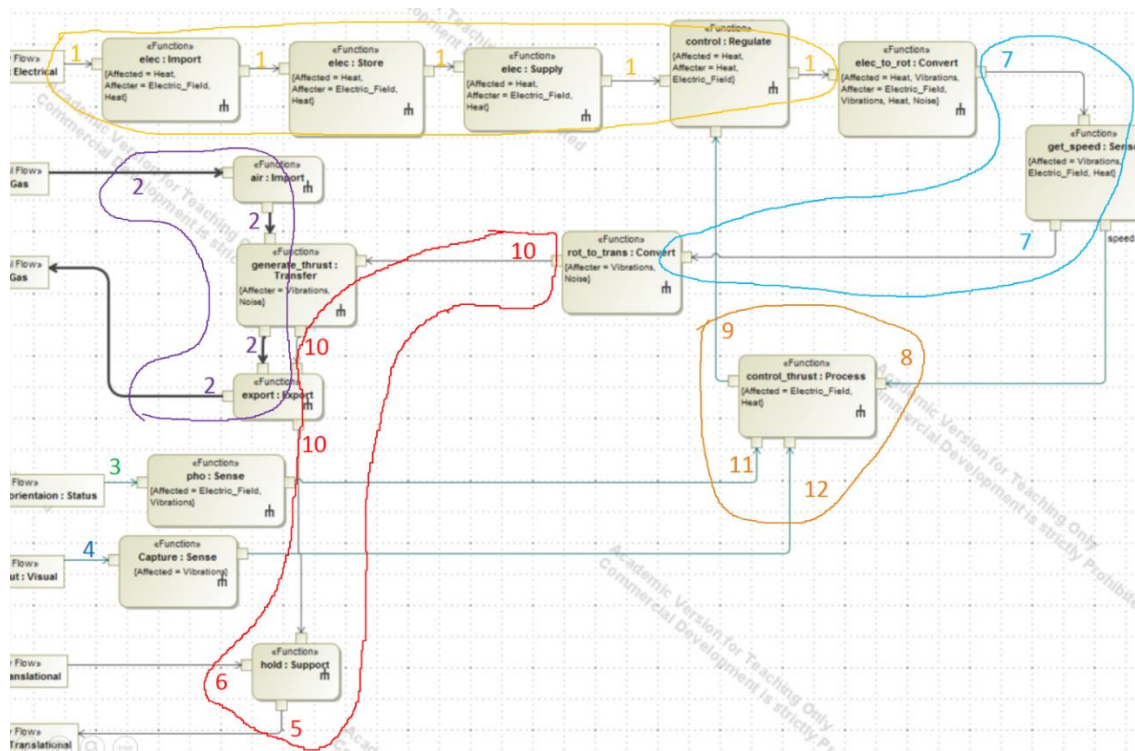 «Function»
elec : Import
{Affected = Heat,
Affecter = Electric_Field,
Heat}
«Function»
elec : Store
{Affected = Heat,
Affecter = Electric_Field,
Heat}
«Function»
elec : Supply
{Affected = Heat,
Affecter = Electric_Field,
Heat}
«Function»
control : Regulate
{Affected = Heat,
Affecter = Heat,
Electric_Field}
«Function»
elec_to_rot : Convert
{Affected = Heat, Vibrations,
Affecter = Electric_Field,
Vibrations, Heat, Noise}
Flow»
: Electrical
1
1
1
1
1
7
«Function»
get_speed : Sense
{Affected = Vibrations,
Electric_Field, Heat}
speed
7
l Flow»
Gas
2
«Function»
air : Import
2
«Function»
generate_thrust :
Transfer
{Affecter = Vibrations,
Noise}
10
«Function»
rot_to_trans : Convert
{Affecter = Vibrations,
Noise}
l Flow»
Gas
2
10
2
«Function»
export : Export
10
9
8
«Function»
control_thrust : Process
{Affected = Electric_Field,
Heat}
11
12
orientaion : Status
3
«Function»
pho : Sense
{Affected = Electric_Field,
Vibrations}
Flow»
ut : Visual
4
«Function»
Capture : Sense
{Affected = Vibrations}
Flow»
anslational
6
«Function»
hold : Support
5
Flow»
Translational
Academic Version for Teaching Only
Commercial Development is strictly Prohibited